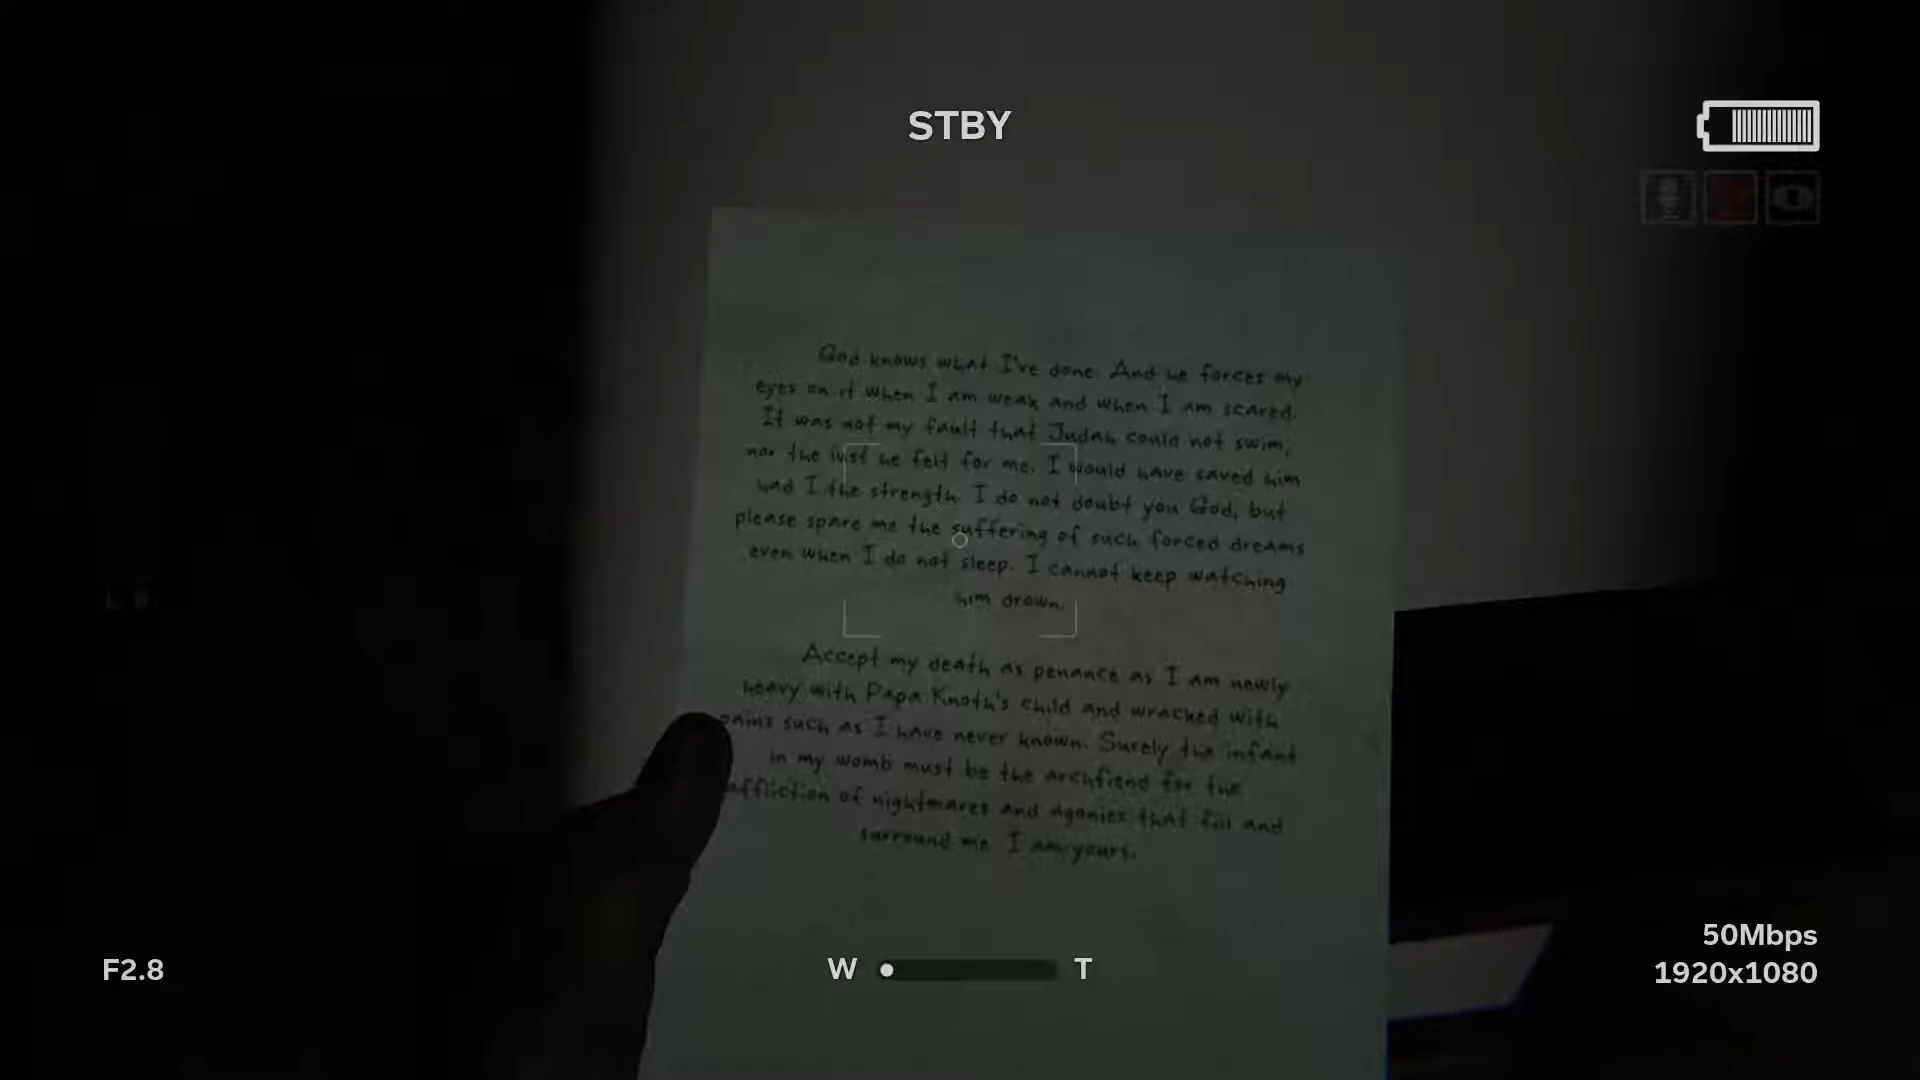 STBY
God knows what I've done. And he forces my
eyes on it when I am weak and when I am scared.
It was not my fault that Judah could not swim,
nor the lust he felt for me. I would have saved him
had I the strength. I do not doubt you God, but
please spare me the suffering of such forced dreams
even when I do not sleep. I cannot keep watching
him drown.
Accept my death as penance as I am newly
heavy with Papa Knoth's child and wracked with
pains such as I have never known. Surely the infant
in my womb must be the archfiend for the
affliction of nightmares and agonies that fill and
surround me. I am yours.
F2.8
W T
50Mbps
1920x1080